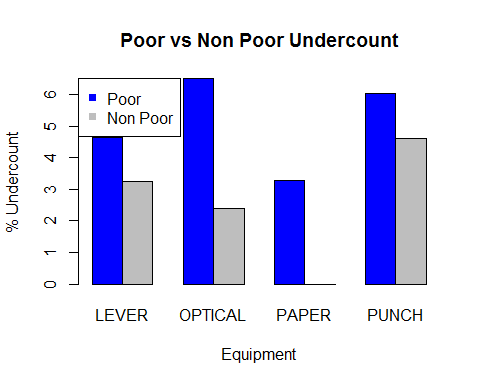 Poor vs Non Poor Undercount
Poor
Non Poor
% Undercount
6
5
4
3
2
1
0
LEVER OPTICAL PAPER PUNCH
Equipment